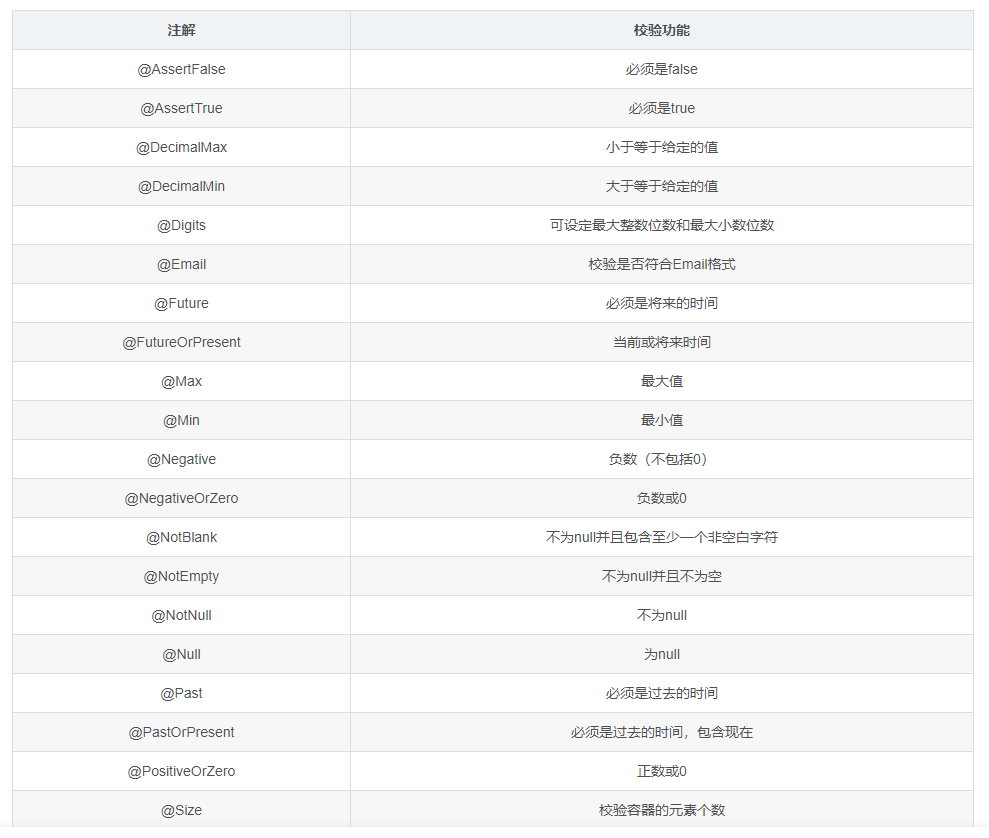 注解 校验功能
@AssertFalse 必须是false
@AssertTrue 必须是true
@DecimalMax 小于等于给定的值
@DecimalMin 大于等于给定的值
@Digits 可设定最大整数位数和最大小数位数
@Email 校验是否符合Email格式
@Future 必须是将来的时间
@FutureOrPresent 当前或将来时间
@Max 最大值
@Min 最小值
@Negative 负数（不包括0）
@NegativeOrZero 负数或0
@NotBlank 不为null并且包含至少一个非空白字符
@NotEmpty 不为null并且不为空
@NotNull 不为null
@Null 为null
@Past 必须是过去的时间
@PastOrPresent 必须是过去的时间，包含现在
@PositiveOrZero 正数或0
@Size 校验容器的元素个数